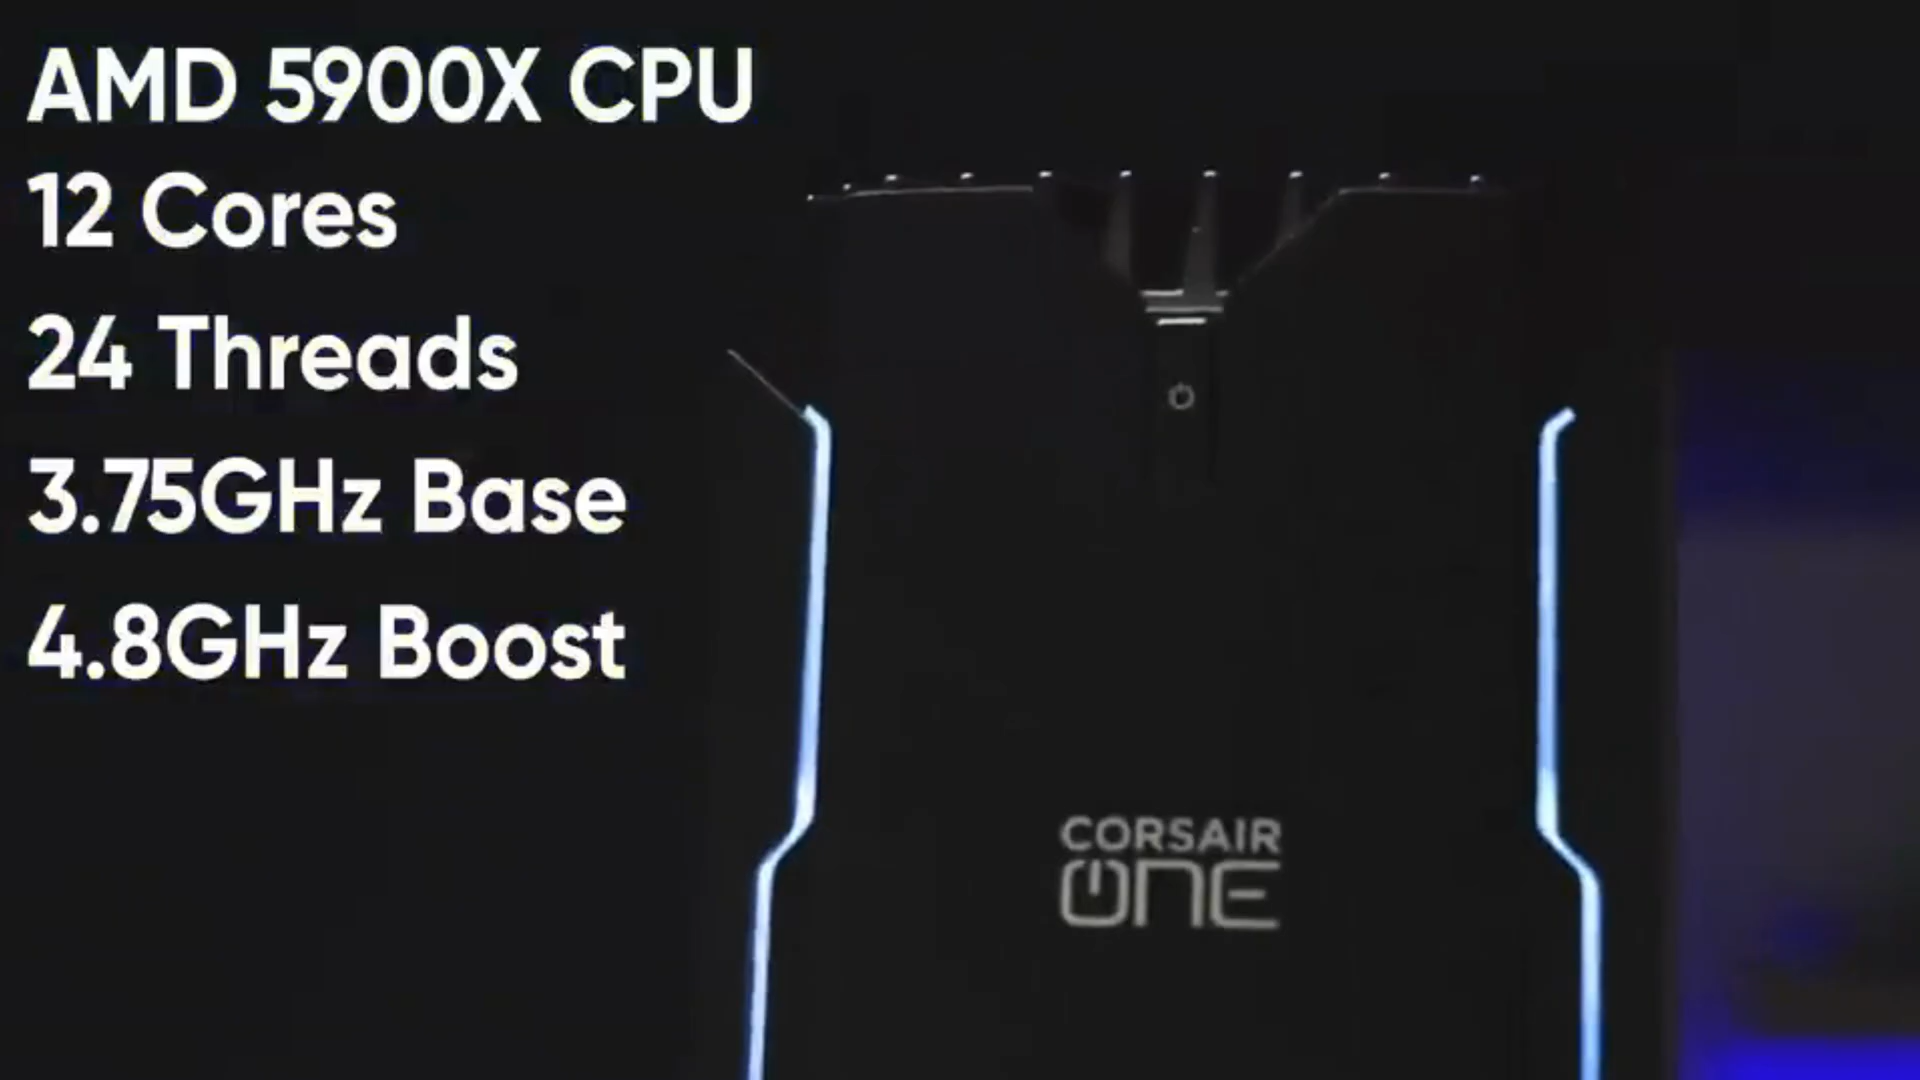 AMD 5900X CPU
12 Cores
24 Threads
3.75GHz Base
4.8GHz Boost
CORSAIR
ONE